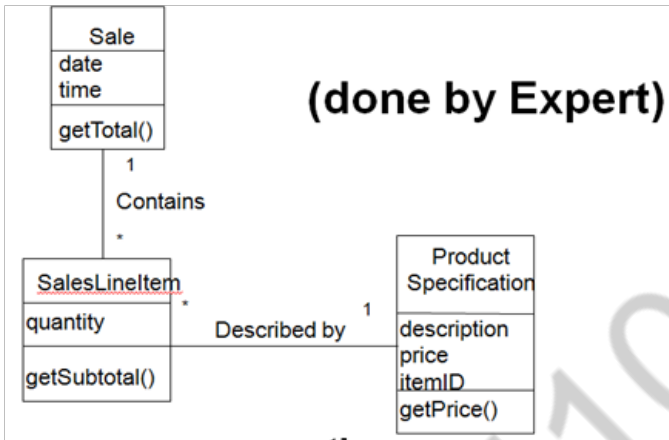 Sale
date
time
getTotal()
(done by Expert)
1
Contains
*
SalesLineItem
quantity
getSubtotal()
*
Described by
1
Product
Specification
description
price
itemID
getPrice()
10